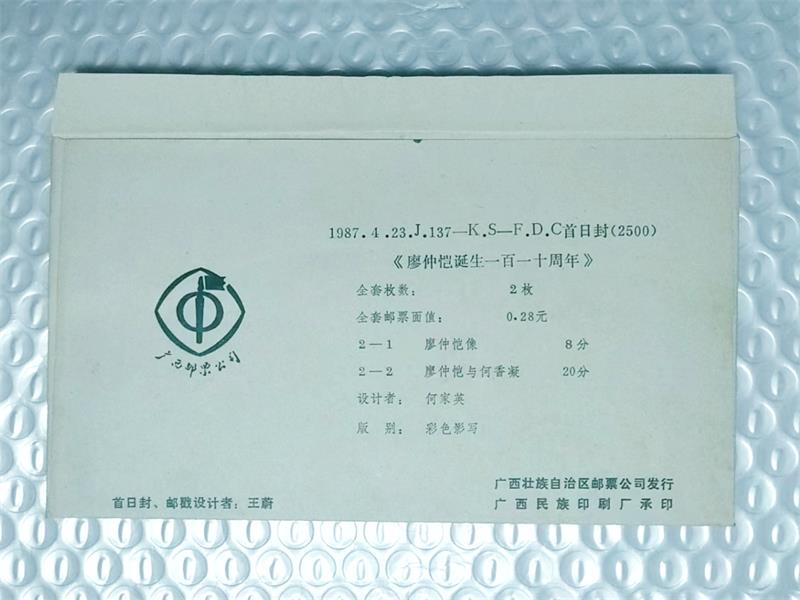 1987.4.23.J.137—K.S—F.D.C首日封(2500)
《廖仲恺诞生一百一十周年》
全套枚数： 2枚
全套邮票面值： 0.28元
2—1 廖仲恺像 8分
2—2 廖仲恺与何香凝 20分
设计者： 何家英
版 别： 彩色影写
广西邮票公司
首日封、邮戳设计者：王蔚
广西壮族自治区邮票公司发行
广西民族印刷厂承印